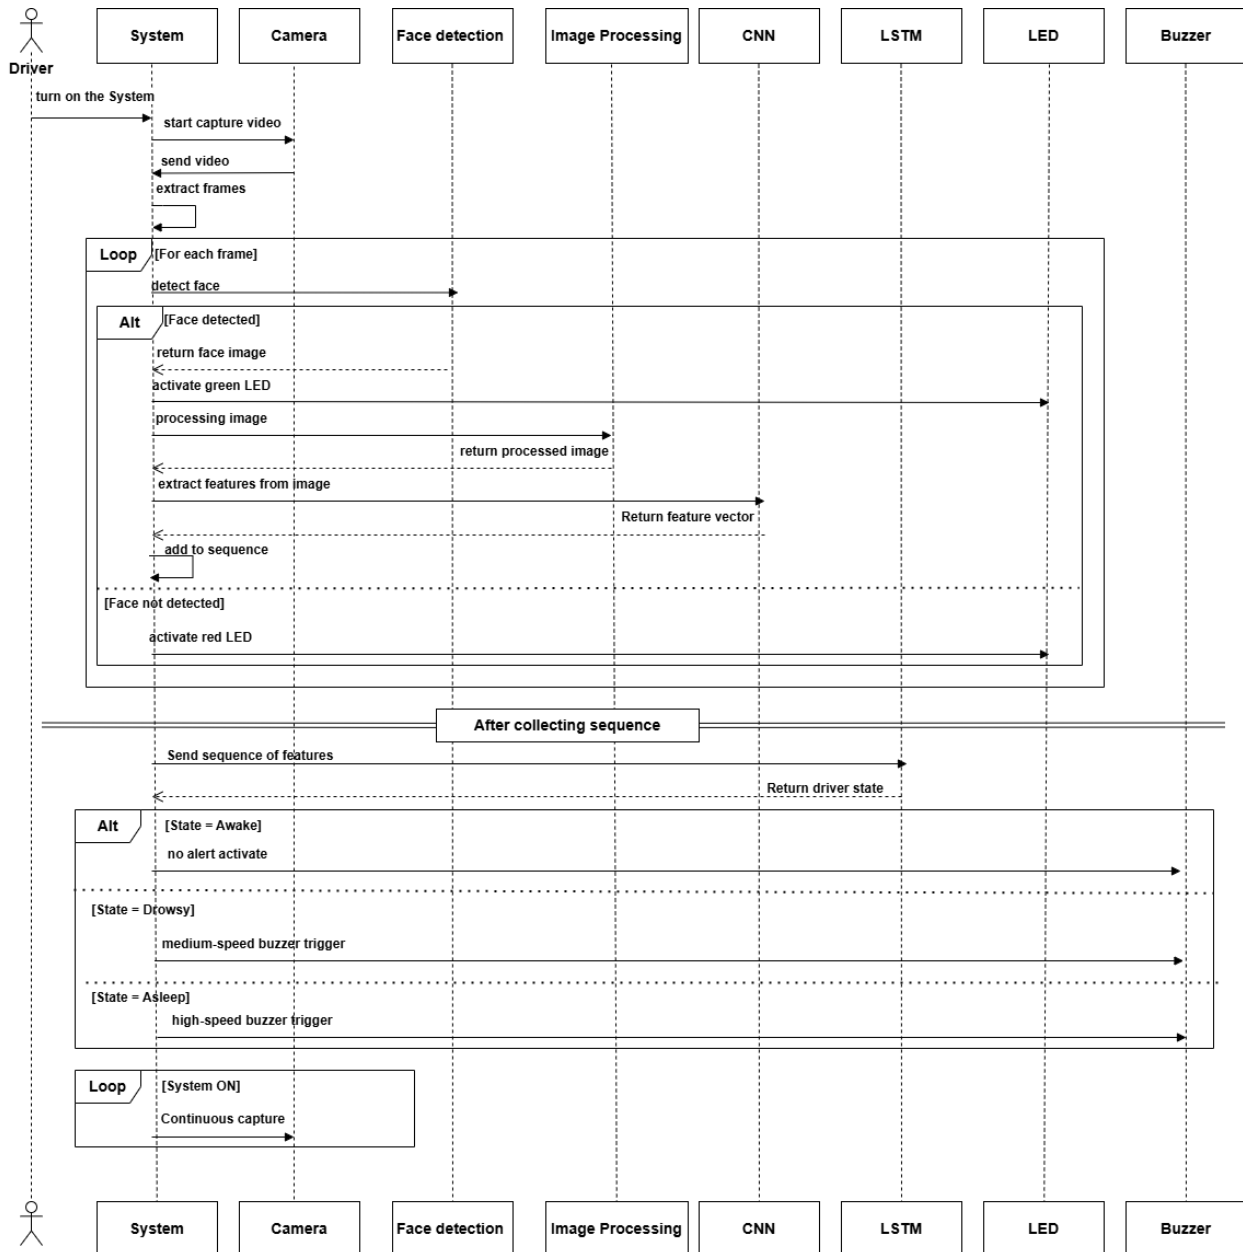 System
Camera
Face detection
Image Processing
CNN
LSTM
LED
Buzzer
Driver
turn on the System
start capture video
send video
extract frames
Loop
[For each frame]
detect face
Alt
[Face detected]
return face image
activate green LED
processing image
return processed image
extract features from image
Return feature vector
add to sequence
[Face not detected]
activate red LED
After collecting sequence
Send sequence of features
Return driver state
Alt
[State = Awake]
no alert activate
[State = Drowsy]
medium-speed buzzer trigger
[State = Asleep]
high-speed buzzer trigger
Loop
[System ON]
Continuous capture
System
Camera
Face detection
Image Processing
CNN
LSTM
LED
Buzzer